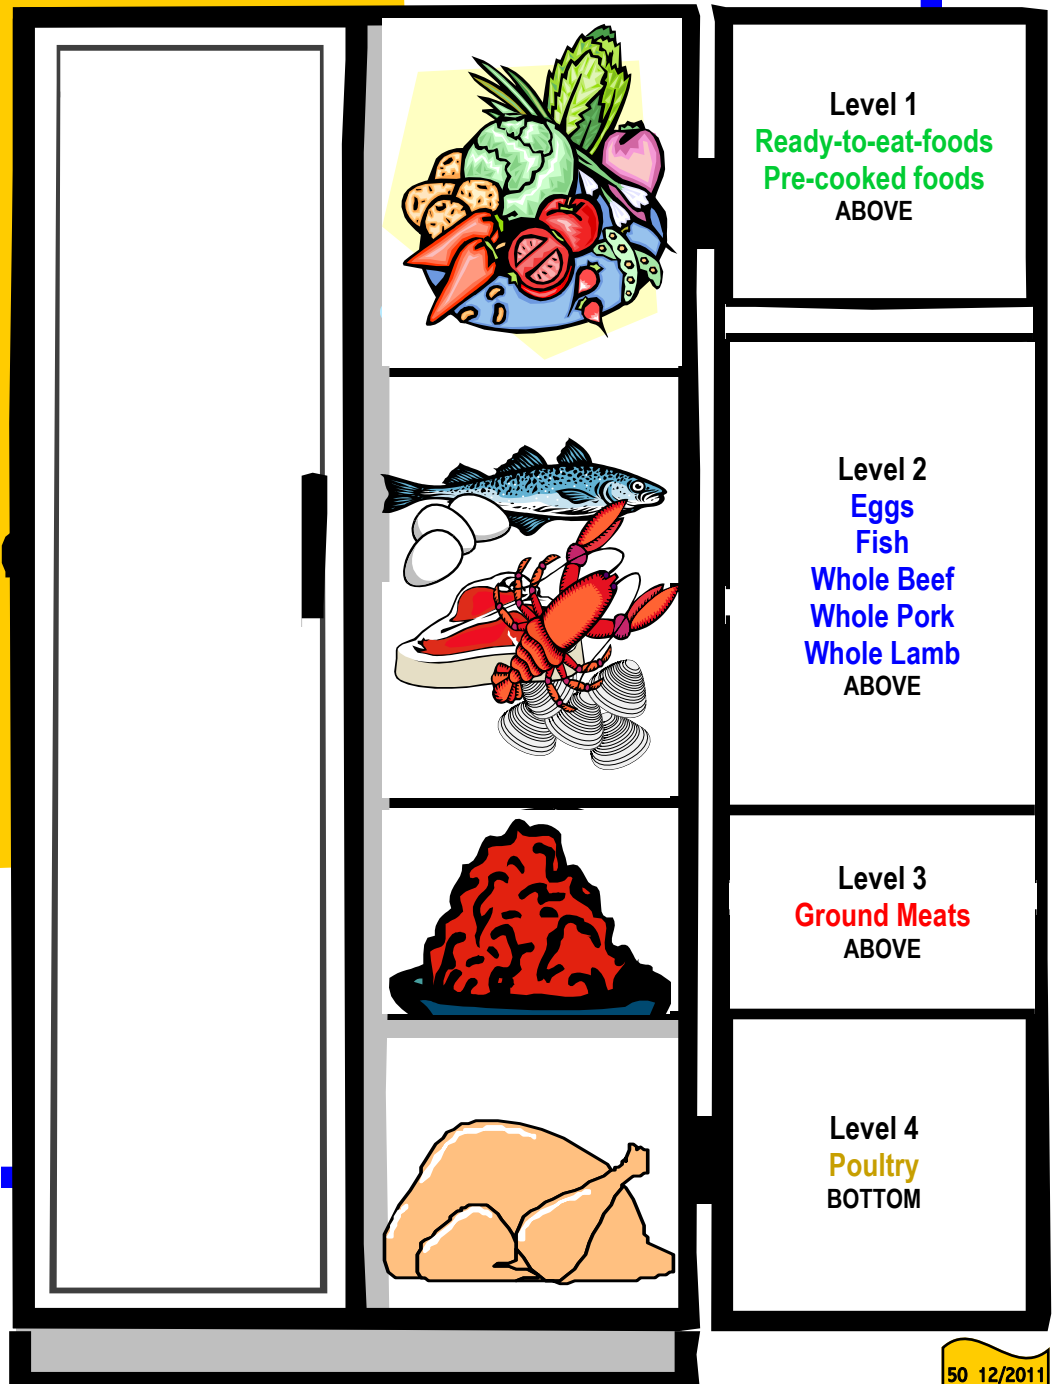 Level 1
Ready-to-eat-foods
Pre-cooked foods
ABOVE
Level 2
Eggs
Fish
Whole Beef
Whole Pork
Whole Lamb
ABOVE
Level 3
Ground Meats
ABOVE
Level 4
Poultry
BOTTOM
50 12/2011